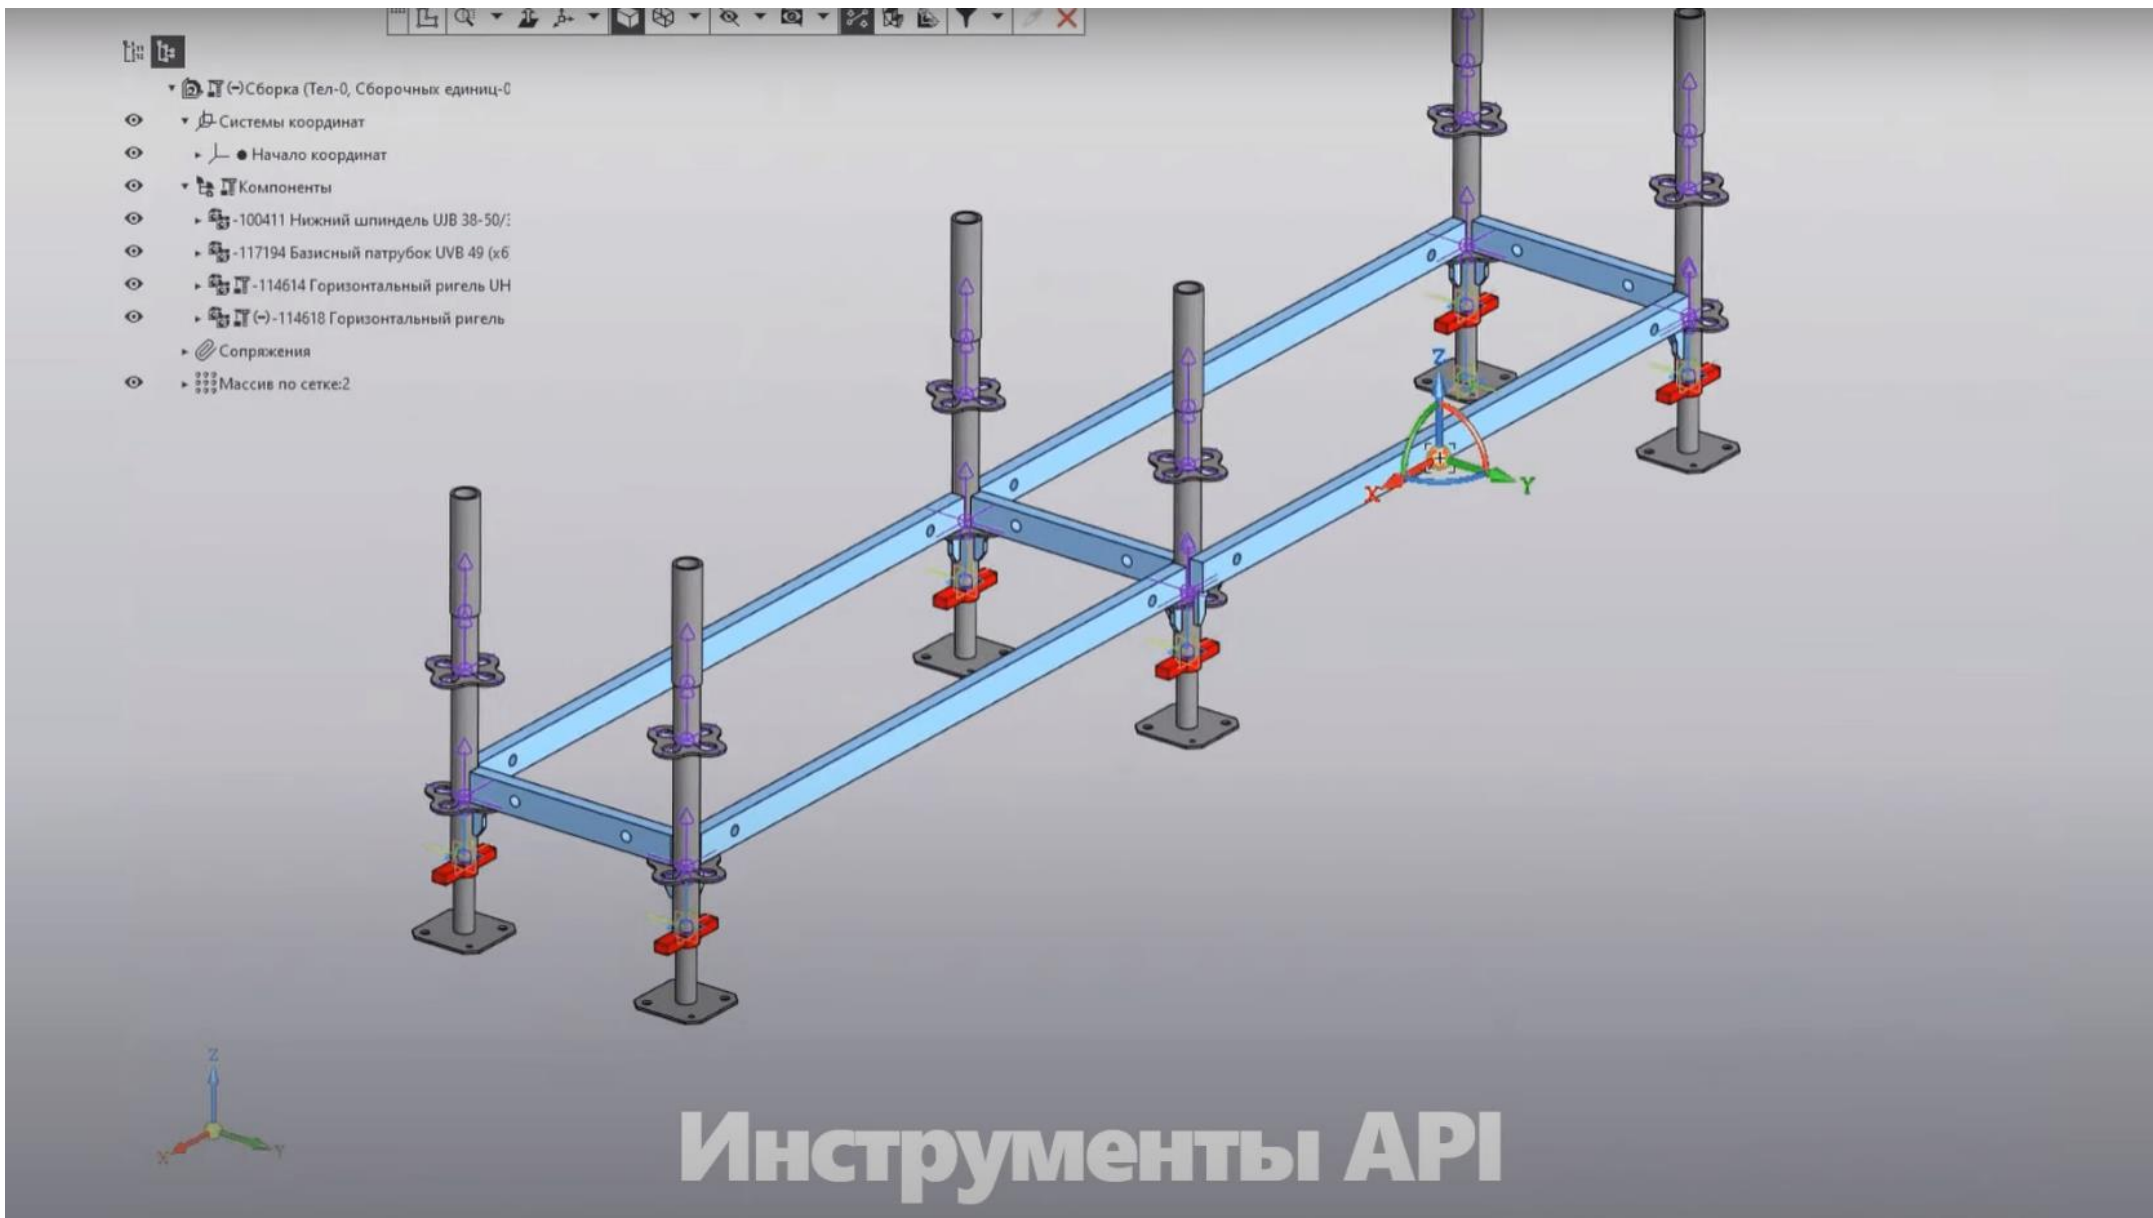 (-)Сборка (Тел-0, Сборочных единиц-0
Системы координат
Начало координат
Компоненты
-100411 Нижний шпиндель UJB 38-50/3
-117194 Базисный патрубок UVB 49 (x6
-114614 Горизонтальный ригель UH
(-)-114618 Горизонтальный ригель
Сопряжения
Массив по сетке:2
Z
X
Y
Z
X
Y
Инструменты API